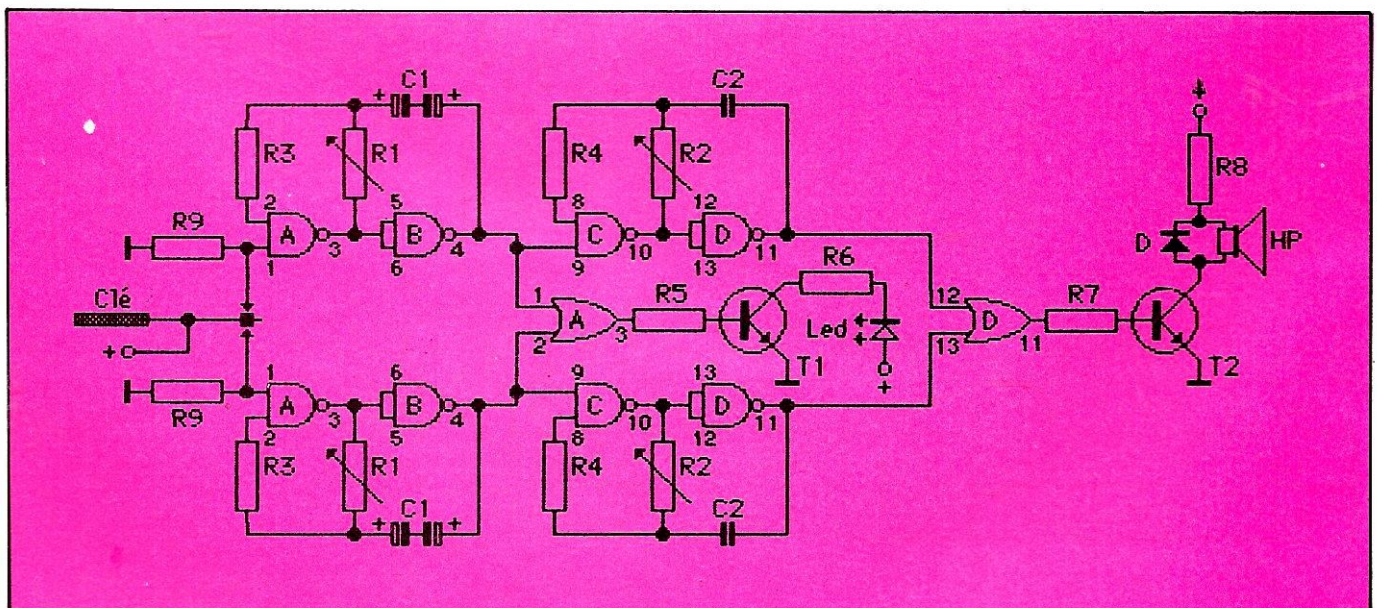 C1
C2
+ +
R3 R1 R4 R2 R8
2 5 8 12
R9 A 3 B 4 C 10 D 11 D HP
1 6 9 13
Clé
1 R5 R6 12 R7
A 3 D 11
2 Led 13
+ T1 + T2
1 6 9 13
R9 A 3 B 4 C 10 D 11
2 5 8 12
R3 R1 R4 R2
C1 C2
+ +